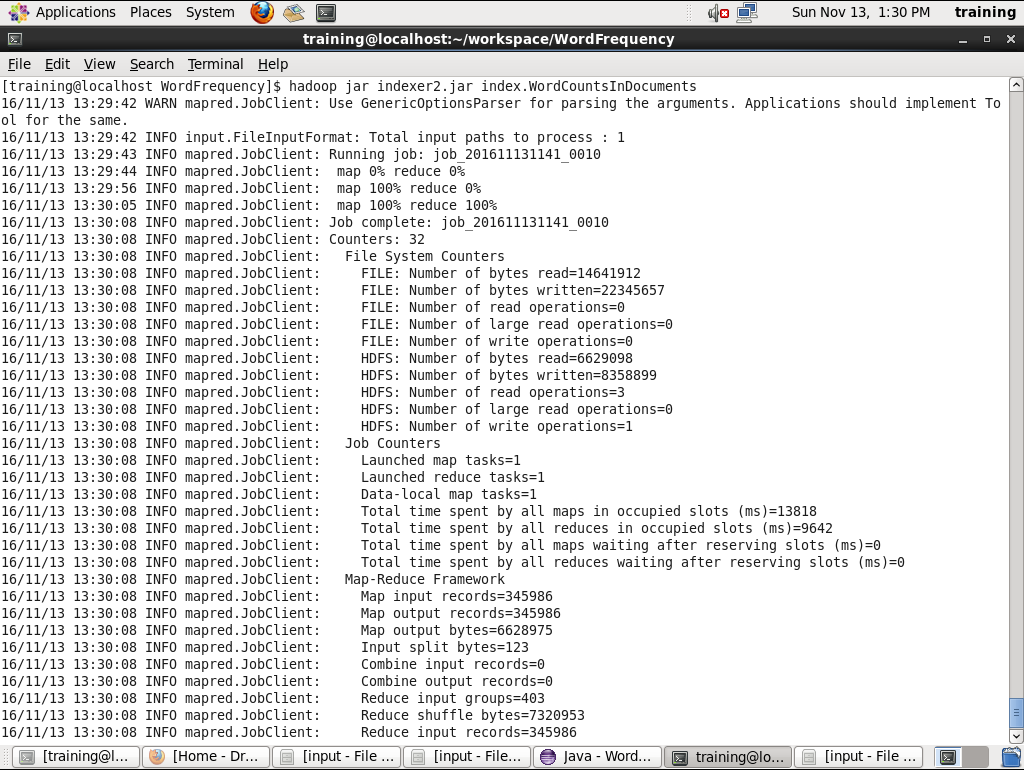 Applications Places System Sun Nov 13, 1:30 PM training
training@localhost:~/workspace/WordFrequency
File Edit View Search Terminal Help
[training@localhost WordFrequency]$ hadoop jar indexer2.jar index.WordCountsInDocuments
16/11/13 13:29:42 WARN mapred.JobClient: Use GenericOptionsParser for parsing the arguments. Applications should implement To
ol for the same.
16/11/13 13:29:42 INFO input.FileInputFormat: Total input paths to process : 1
16/11/13 13:29:43 INFO mapred.JobClient: Running job: job_201611131141_0010
16/11/13 13:29:44 INFO mapred.JobClient:  map 0% reduce 0%
16/11/13 13:29:56 INFO mapred.JobClient:  map 100% reduce 0%
16/11/13 13:30:05 INFO mapred.JobClient:  map 100% reduce 100%
16/11/13 13:30:08 INFO mapred.JobClient: Job complete: job_201611131141_0010
16/11/13 13:30:08 INFO mapred.JobClient: Counters: 32
16/11/13 13:30:08 INFO mapred.JobClient:   File System Counters
16/11/13 13:30:08 INFO mapred.JobClient:     FILE: Number of bytes read=14641912
16/11/13 13:30:08 INFO mapred.JobClient:     FILE: Number of bytes written=22345657
16/11/13 13:30:08 INFO mapred.JobClient:     FILE: Number of read operations=0
16/11/13 13:30:08 INFO mapred.JobClient:     FILE: Number of large read operations=0
16/11/13 13:30:08 INFO mapred.JobClient:     FILE: Number of write operations=0
16/11/13 13:30:08 INFO mapred.JobClient:     HDFS: Number of bytes read=6629098
16/11/13 13:30:08 INFO mapred.JobClient:     HDFS: Number of bytes written=8358899
16/11/13 13:30:08 INFO mapred.JobClient:     HDFS: Number of read operations=3
16/11/13 13:30:08 INFO mapred.JobClient:     HDFS: Number of large read operations=0
16/11/13 13:30:08 INFO mapred.JobClient:     HDFS: Number of write operations=1
16/11/13 13:30:08 INFO mapred.JobClient:   Job Counters
16/11/13 13:30:08 INFO mapred.JobClient:     Launched map tasks=1
16/11/13 13:30:08 INFO mapred.JobClient:     Launched reduce tasks=1
16/11/13 13:30:08 INFO mapred.JobClient:     Data-local map tasks=1
16/11/13 13:30:08 INFO mapred.JobClient:     Total time spent by all maps in occupied slots (ms)=13818
16/11/13 13:30:08 INFO mapred.JobClient:     Total time spent by all reduces in occupied slots (ms)=9642
16/11/13 13:30:08 INFO mapred.JobClient:     Total time spent by all maps waiting after reserving slots (ms)=0
16/11/13 13:30:08 INFO mapred.JobClient:     Total time spent by all reduces waiting after reserving slots (ms)=0
16/11/13 13:30:08 INFO mapred.JobClient:   Map-Reduce Framework
16/11/13 13:30:08 INFO mapred.JobClient:     Map input records=345986
16/11/13 13:30:08 INFO mapred.JobClient:     Map output records=345986
16/11/13 13:30:08 INFO mapred.JobClient:     Map output bytes=6628975
16/11/13 13:30:08 INFO mapred.JobClient:     Input split bytes=123
16/11/13 13:30:08 INFO mapred.JobClient:     Combine input records=0
16/11/13 13:30:08 INFO mapred.JobClient:     Combine output records=0
16/11/13 13:30:08 INFO mapred.JobClient:     Reduce input groups=403
16/11/13 13:30:08 INFO mapred.JobClient:     Reduce shuffle bytes=7320953
16/11/13 13:30:08 INFO mapred.JobClient:     Reduce input records=345986
[training@l... [Home - Dr... [input - File ... [input - File... Java - Word... training@lo... [input - File ...